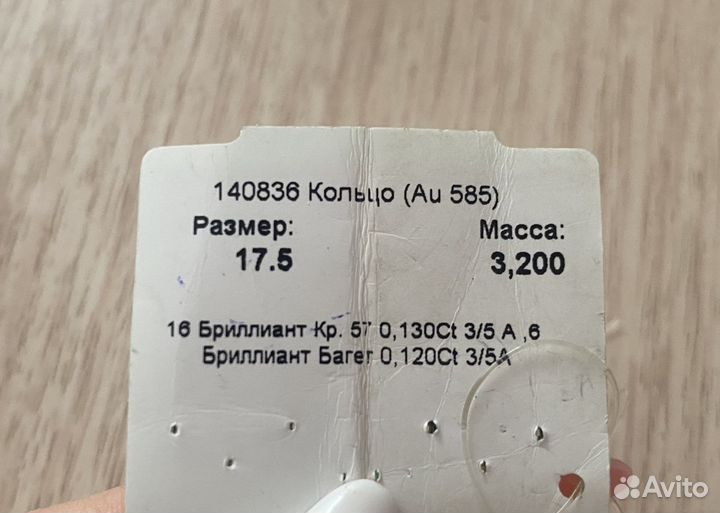 140836 Кольцо (Au 585)
Размер: Масса:
17.5 3,200
16 Бриллиант Кр. 57 0,130Ct 3/5 А ,6
Бриллиант Багет 0,120Ct 3/5А
Avito